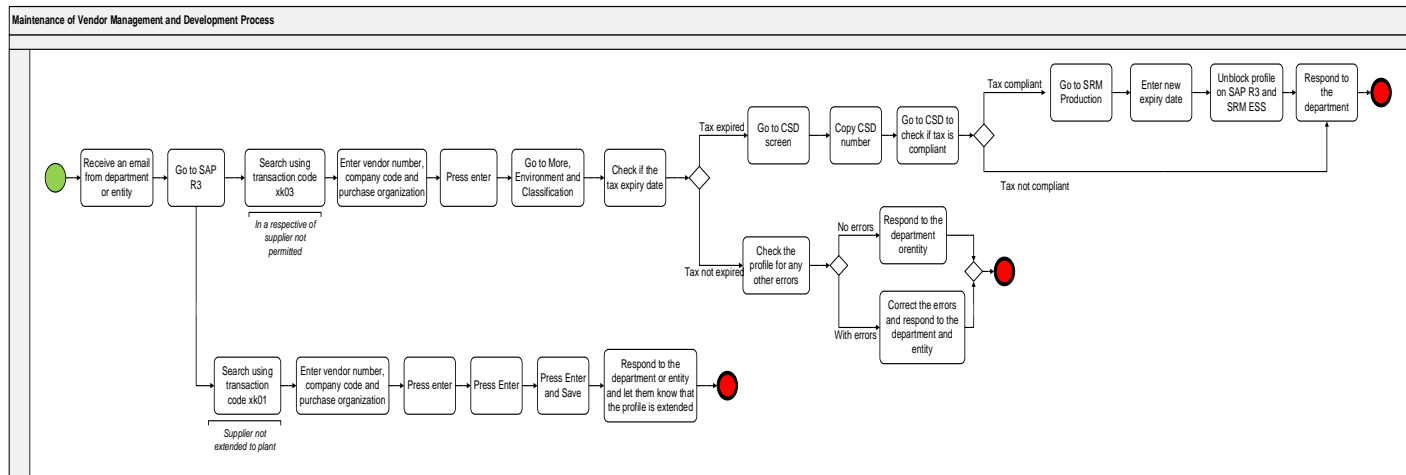 Maintenance of Vendor Management and Development Process
Receive an email
from department
or entity
Go to SAP
R3
Search using
transaction code
xk03
In a respective of
supplier not
permitted
Enter vendor number,
company code and
purchase organization
Press enter
Go to More,
Environment and
Classification
Check if the
tax expiry date
Tax expired
Go to CSD
screen
Copy CSD
number
Go to CSD to
check if tax is
compliant
Tax compliant
Go to SRM
Production
Enter new
expiry date
Unblock profile
on SAP R3 and
SRM ESS
Respond to
the
department
Tax not compliant
Tax not expired
Check the
profile for any
other errors
No errors
Respond to the
department
orentity
With errors
Correct the errors
and respond to the
department and
entity
Search using
transaction
code xk01
Supplier not
extended to plant
Enter vendor number,
company code and
purchase organization
Press enter
Press Enter
Press Enter
and Save
Respond to the
department or entity
and let them know that
the profile is extended